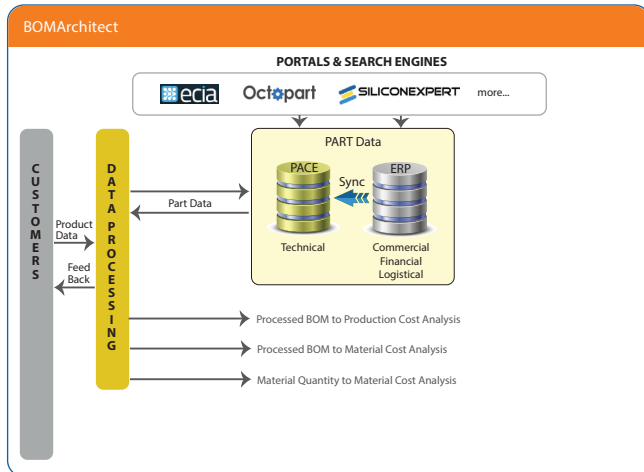 BOMArchitect
PORTALS & SEARCH ENGINES
ecia
Octopart
SILICONEXPERT
more...
CUSTOMERS
DATA PROCESSING
PART Data
PACE
ERP
Sync
Part Data
Technical
Commercial
Financial
Logistical
Product
Data
Feed
Back
Processed BOM to Production Cost Analysis
Processed BOM to Material Cost Analysis
Material Quantity to Material Cost Analysis